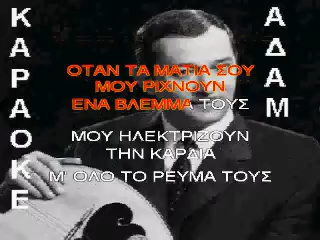 ΚΑΡΑΟΚΕ
ΑΔΑΜ
ΟΤΑΝ ΤΑ ΜΑΤΙΑ ΣΟΥ
ΜΟΥ ΡΙΧΝΟΥΝ
ΕΝΑ ΒΛΕΜΜΑ ΤΟΥΣ
ΜΟΥ ΗΛΕΚΤΡΙΖΟΥΝ
ΤΗΝ ΚΑΡΔΙΑ
Μ' ΟΛΟ ΤΟ ΡΕΥΜΑ ΤΟΥΣ